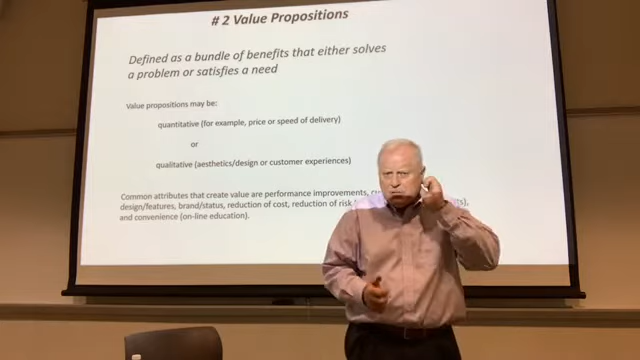 # 2 Value Propositions
Defined as a bundle of benefits that either solves
a problem or satisfies a need
Value propositions may be:
quantitative (for example, price or speed of delivery)
or
qualitative (aesthetics/design or customer experiences)
Common attributes that create value are performance improvements,
design/features, brand/status, reduction of cost, reduction of risk
and convenience (on-line education).